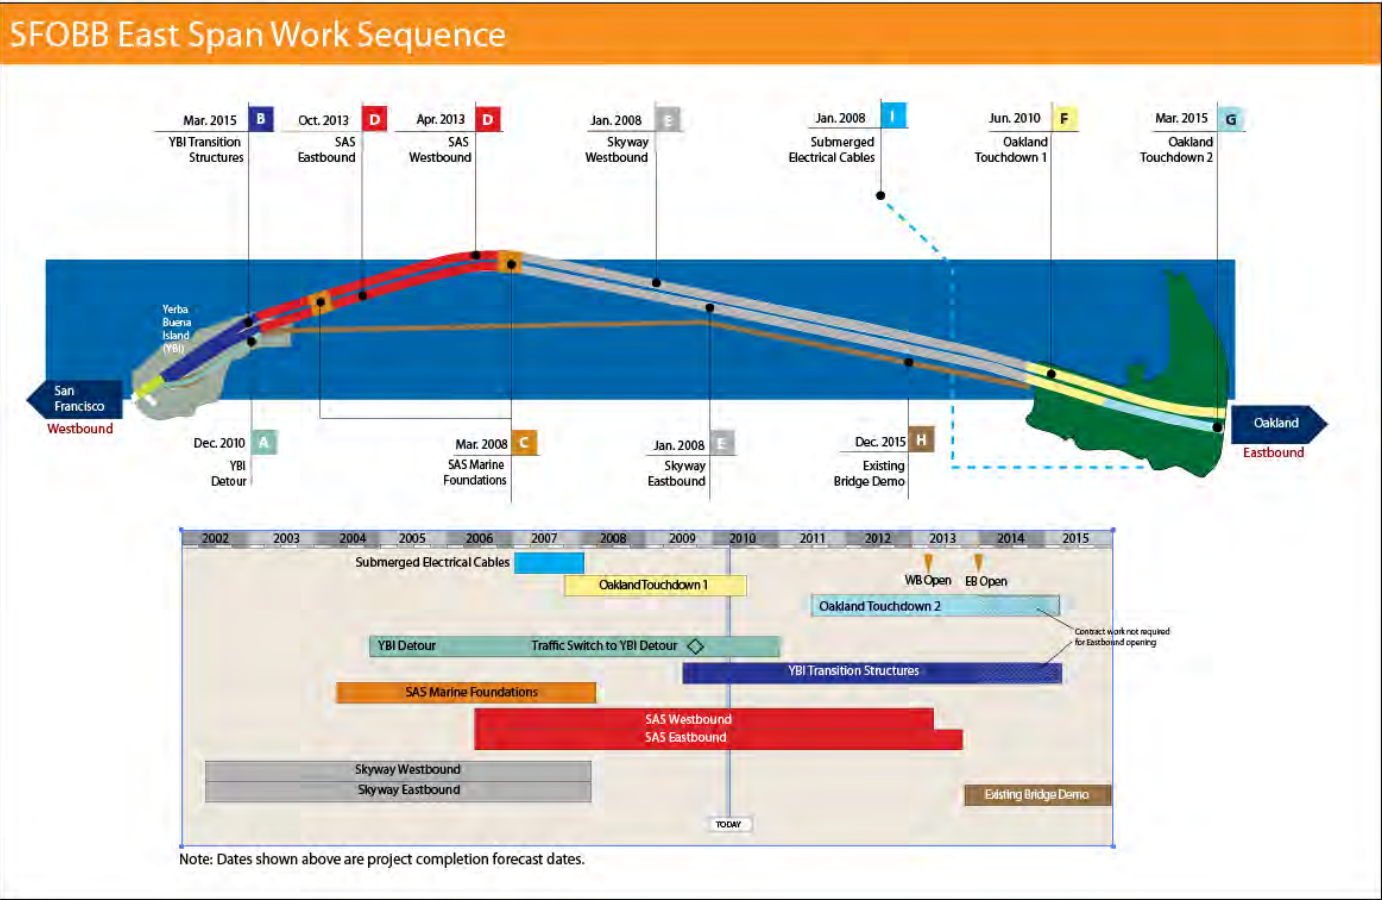 SFOBB East Span Work Sequence
Mar. 2015 B
YBI Transition
Structures
Oct. 2013 D
SAS
Eastbound
Apr. 2013 D
SAS
Westbound
Jan. 2008 E
Skyway
Westbound
Jan. 2008 I
Submerged
Electrical Cables
Jun. 2010 F
Oakland
Touchdown 1
Mar. 2015 G
Oakland
Touchdown 2
Yerba
Buena
Island
(YBI)
San
Francisco
Westbound
Oakland
Eastbound
Dec. 2010 A
YBI
Detour
Mar. 2008 C
SAS Marine
Foundations
Jan. 2008 E
Skyway
Eastbound
Dec. 2015 H
Existing
Bridge Demo
2002 2003 2004 2005 2006 2007 2008 2009 2010 2011 2012 2013 2014 2015
Submerged Electrical Cables
Oakland Touchdown 1
WB Open EB Open
Oakland Touchdown 2
Contract work not required
for Eastbound opening
YBI Detour Traffic Switch to YBI Detour
YBI Transition Structures
SAS Marine Foundations
SAS Westbound
SAS Eastbound
Skyway Westbound
Skyway Eastbound
Existing Bridge Demo
TODAY
Note: Dates shown above are project completion forecast dates.